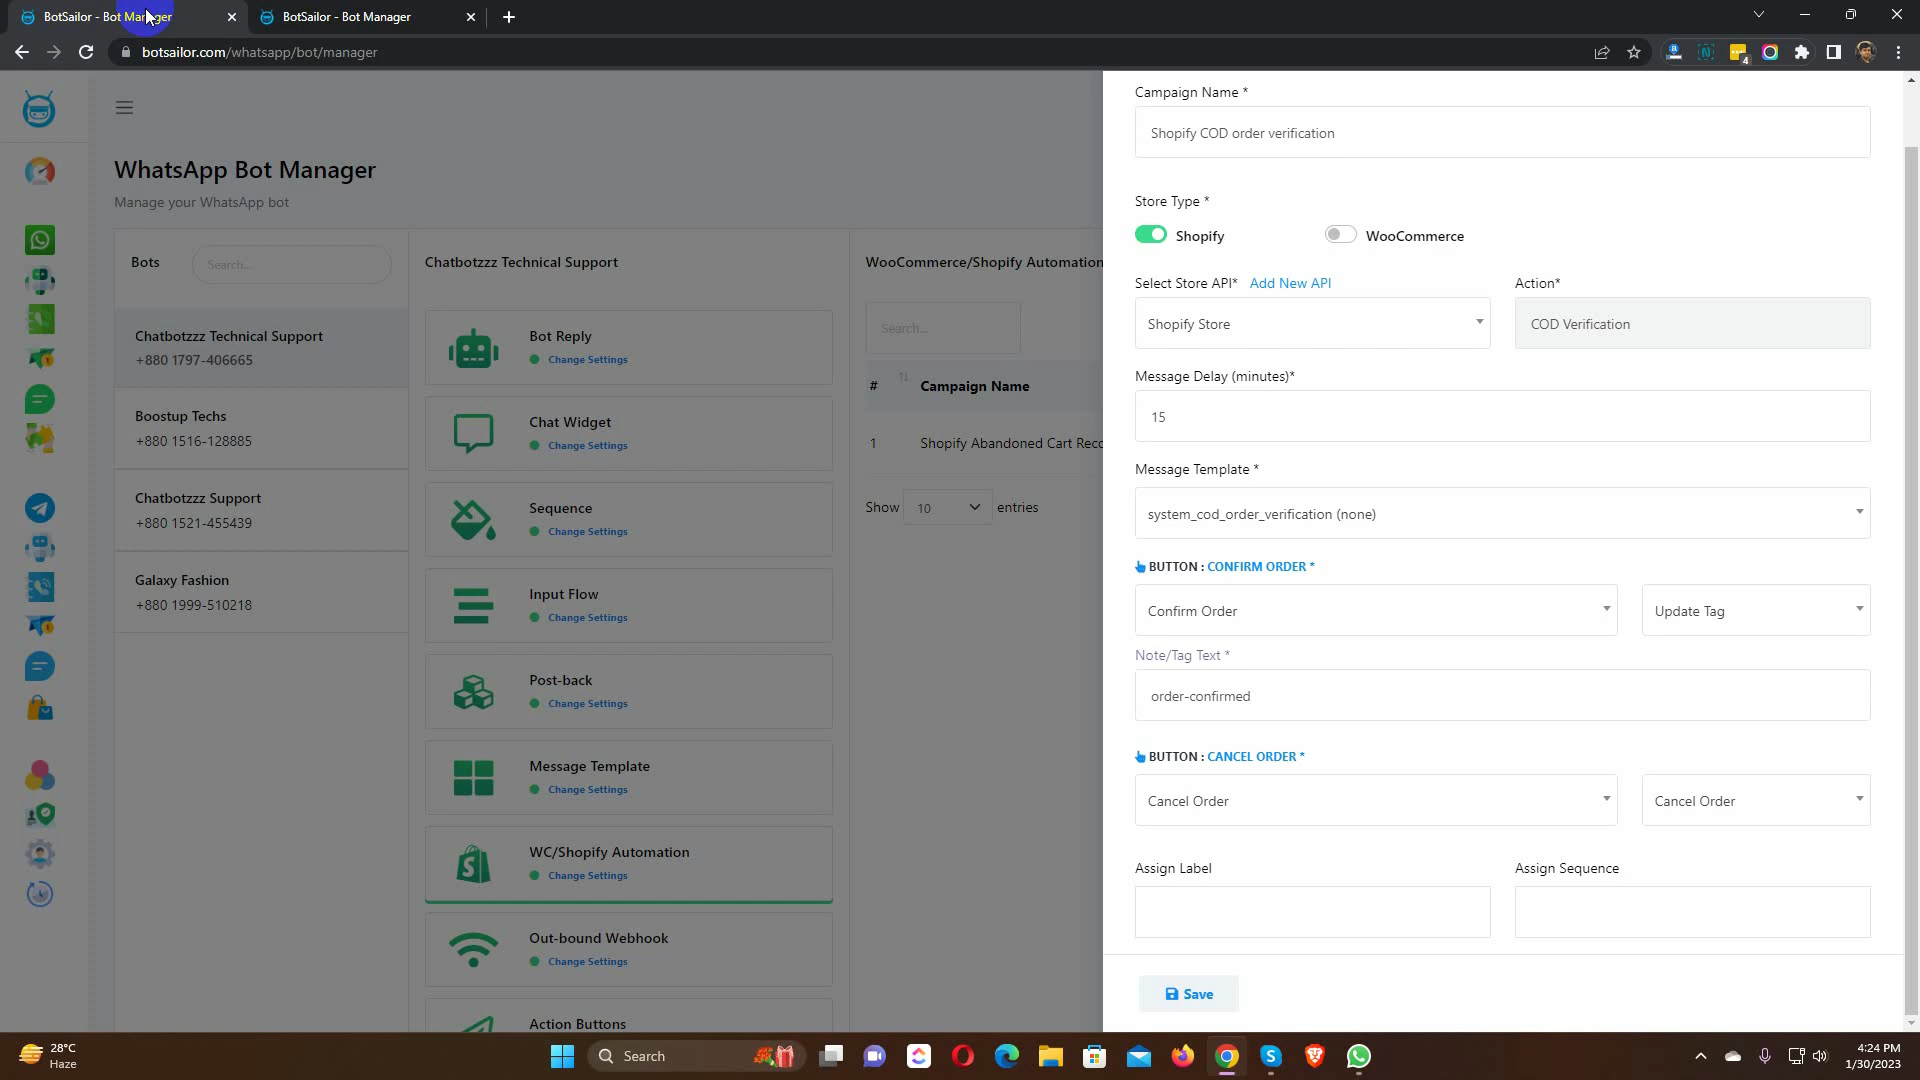 BotSailor - Bot Manager
BotSailor - Bot Manager
botsailor.com/whatsapp/bot/manager
4
WhatsApp Bot Manager
Manage your WhatsApp bot
Bots
Search...
Chatbotzzz Technical Support
+880 1797-406665
Boostup Techs
+880 1516-128885
Chatbotzzz Support
+880 1521-455439
Galaxy Fashion
+880 1999-510218
Chatbotzzz Technical Support
Bot Reply
Change Settings
Chat Widget
Change Settings
Sequence
Change Settings
Input Flow
Change Settings
Post-back
Change Settings
Message Template
Change Settings
WC/Shopify Automation
Change Settings
Out-bound Webhook
Change Settings
Action Buttons
WooCommerce/Shopify Automation
Search...
# Campaign Name
1 Shopify Abandoned Cart Reco
Show 10 entries
Campaign Name *
Shopify COD order verification
Store Type *
Shopify WooCommerce
Select Store API* Add New API
Shopify Store
Action*
COD Verification
Message Delay (minutes)*
15
Message Template *
system_cod_order_verification (none)
BUTTON : CONFIRM ORDER *
Confirm Order
Update Tag
Note/Tag Text *
order-confirmed
BUTTON : CANCEL ORDER *
Cancel Order
Cancel Order
Assign Label
Assign Sequence
Save
28°C
Haze
Search
4:24 PM
1/30/2023